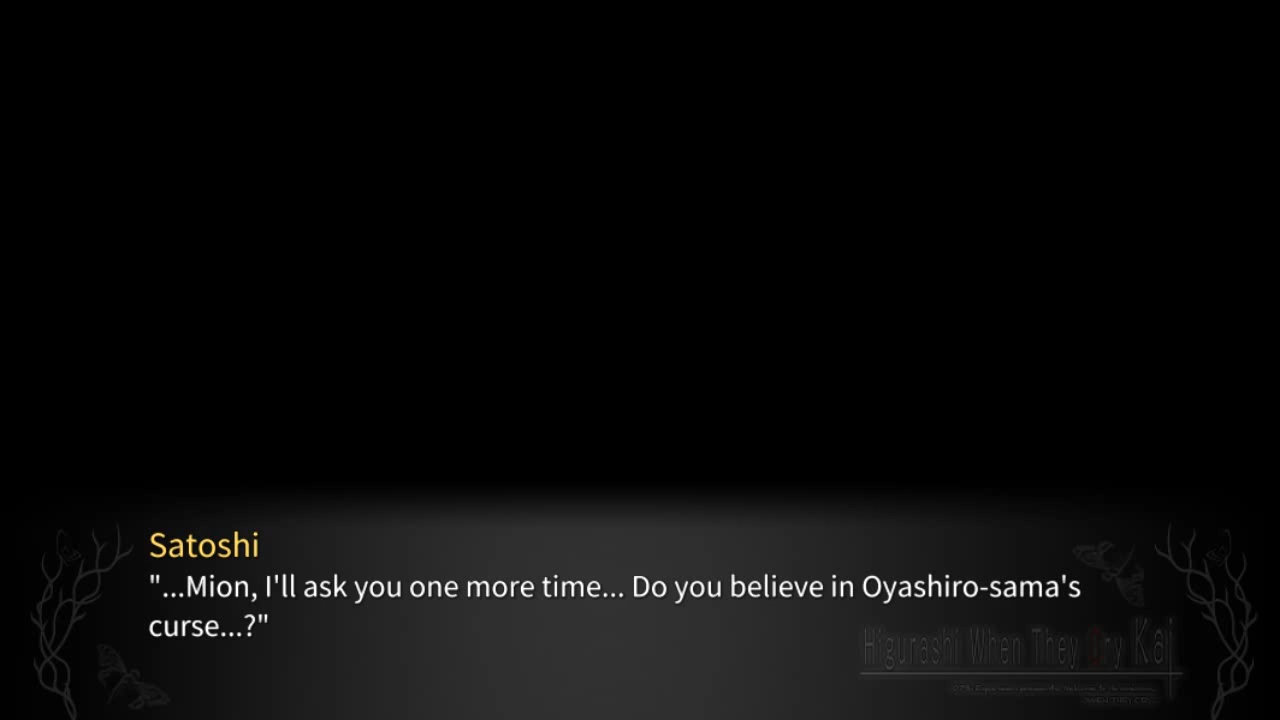 Satoshi
"...Mion, I'll ask you one more time... Do you believe in Oyashiro-sama's
curse...?"
Higurashi When They Cry Kai